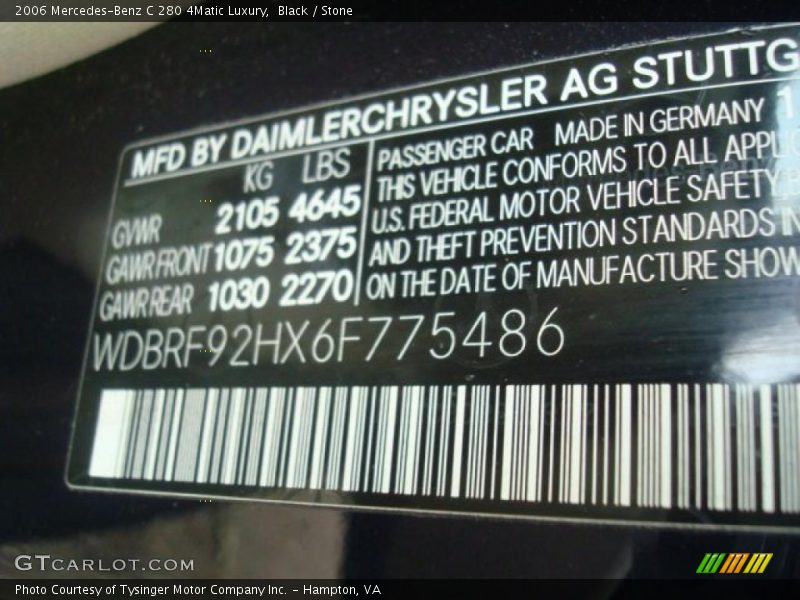 2006 Mercedes-Benz C 280 4Matic Luxury, Black / Stone
MFD BY DAIMLERCHRYSLER AG STUTTG
KG LBS
GVWR 2105 4645
GAWR FRONT 1075 2375
GAWR REAR 1030 2270
PASSENGER CAR MADE IN GERMANY 1
THIS VEHICLE CONFORMS TO ALL APPLIC
U.S. FEDERAL MOTOR VEHICLE SAFETY
AND THEFT PREVENTION STANDARDS IN
ON THE DATE OF MANUFACTURE SHOW
WDBRF92HX6F775486
GTCARLOT.COM
Photo Courtesy of Tysinger Motor Company Inc. - Hampton, VA